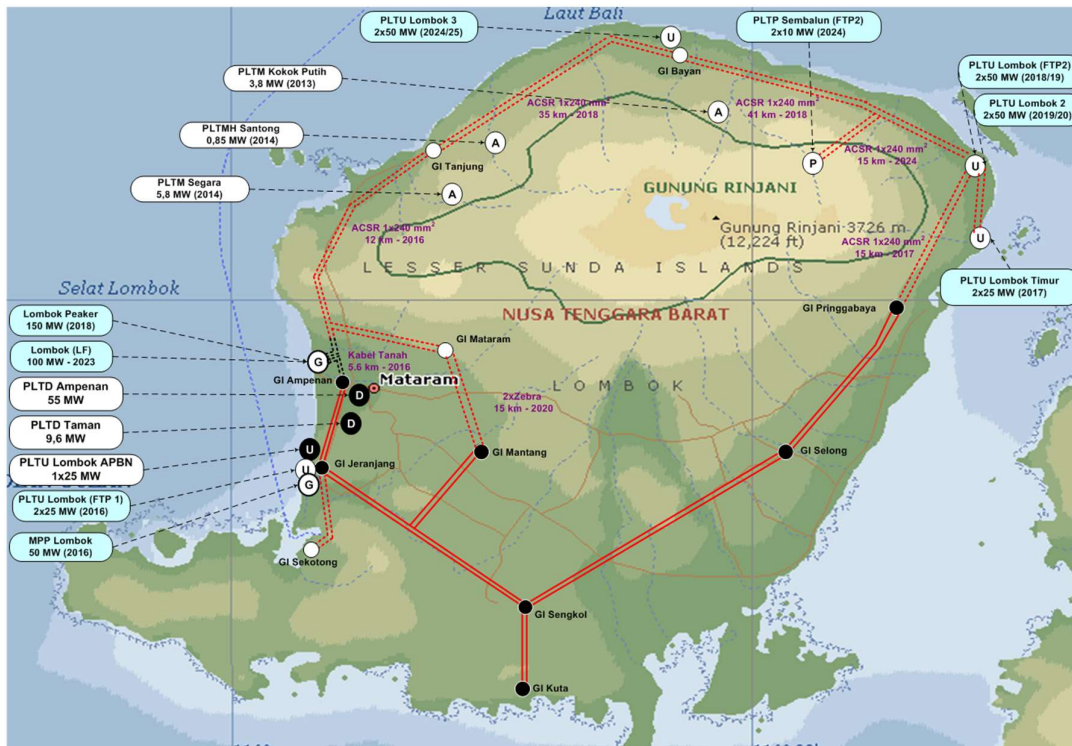 Laut Bali
PLTU Lombok 3
2x50 MW (2024/25)
U
PLTP Sembalun (FTP2)
2x10 MW (2024)
GI Bayan
PLTU Lombok (FTP2)
2x50 MW (2018/19)
PLTM Kokok Putih
3,8 MW (2013)
ACSR 1x240 mm²
35 km - 2018
A
ACSR 1x240 mm²
41 km - 2018
PLTU Lombok 2
2x50 MW (2019/20)
PLTMH Santong
0,85 MW (2014)
A
GI Tanjung
P
ACSR 1x240 mm²
15 km - 2024
U
PLTM Segara
5,8 MW (2014)
A
GUNUNG RINJANI
Gunung Rinjani 3726 m
(12,224 ft)
ACSR 1x240 mm²
12 km - 2016
ACSR 1x240 mm²
15 km - 2017
U
LESSER SUNDA ISLANDS
PLTU Lombok Timur
2x25 MW (2017)
Selat Lombok
NUSA TENGGARA BARAT
GI Pringgabaya
Lombok Peaker
150 MW (2018)
GI Mataram
Lombok (LF)
100 MW - 2023
G
Kabel Tanah
5.6 km - 2016
GI Ampenan
Mataram
LOMBOK
PLTD Ampenan
55 MW
D
2xZebra
15 km - 2020
PLTD Taman
9,6 MW
D
U
GI Mantang
GI Selong
PLTU Lombok APBN
1x25 MW
U
GI Jeranjang
G
PLTU Lombok (FTP 1)
2x25 MW (2016)
MPP Lombok
50 MW (2016)
GI Sekotong
GI Sengkol
GI Kuta